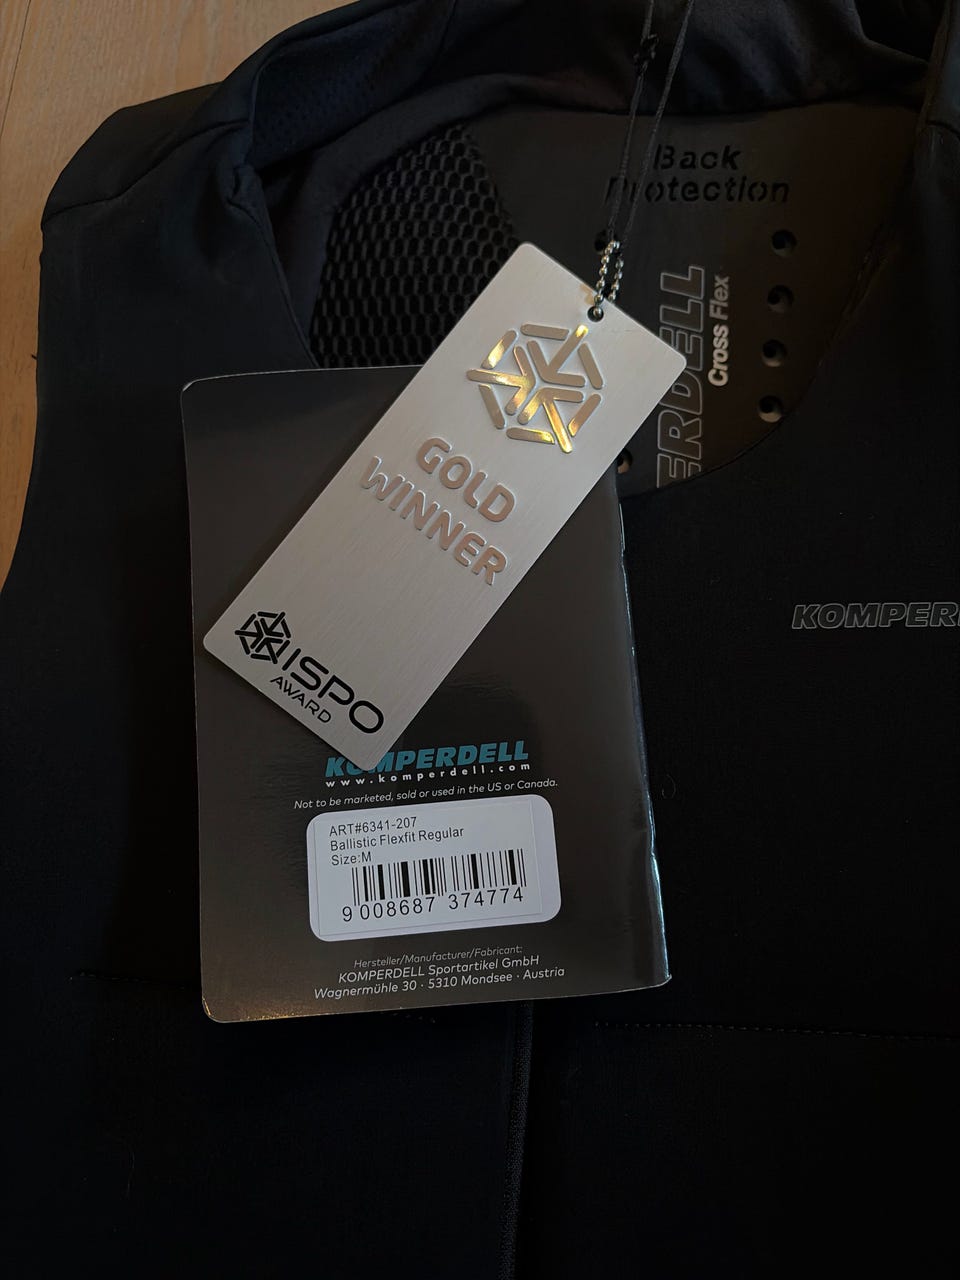 Back
Protection
Cross Flex
ERDELL
GOLD
WINNER
ISPO
AWARD
KOMPER
KOMPERDELL
www.komperdell.com
Not to be marketed, sold or used in the US or Canada.
ART#6341-207
Ballistic Flexfit Regular
Size:M
9 008687 374774
Hersteller/Manufacturer/Fabricant:
KOMPERDELL Sportartikel GmbH
Wagnermühle 30 · 5310 Mondsee · Austria